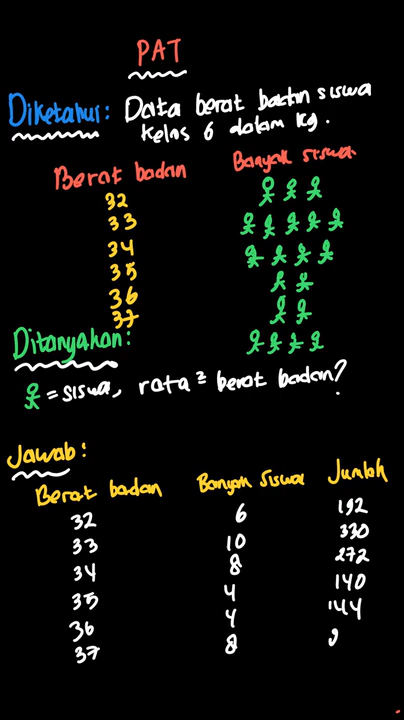 PAT
Diketahui: Data berat badan siswa
kelas 6 dalam kg.
Berat badan Banyak siswa
32
33
34
35
36
37
Ditanyakan:
= siswa, rata² berat badan?
Jawab:
Berat badan Banyak siswa Jumlah
32 6 192
33 10 330
34 8 272
35 4 140
36 4 144
37 8